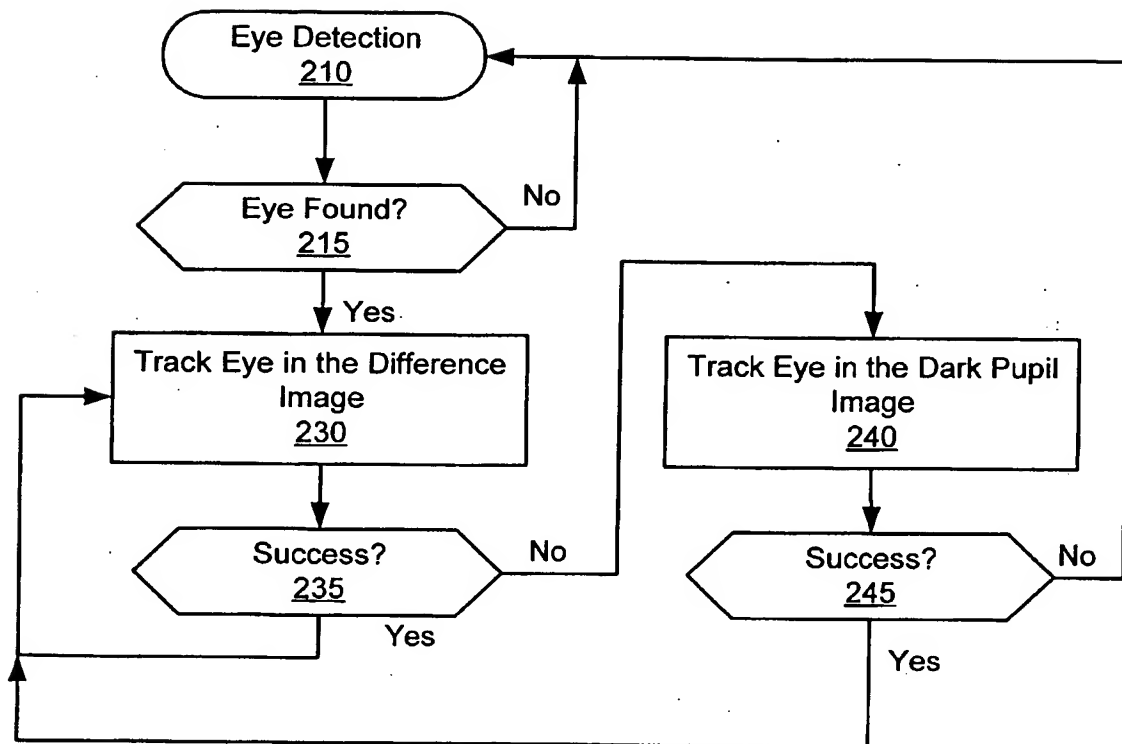 Eye Detection
210
No
Eye Found?
215
Yes
Track Eye in the Difference
Image
230
Track Eye in the Dark Pupil
Image
240
Success?
235
No
Yes
Success?
245
No
Yes